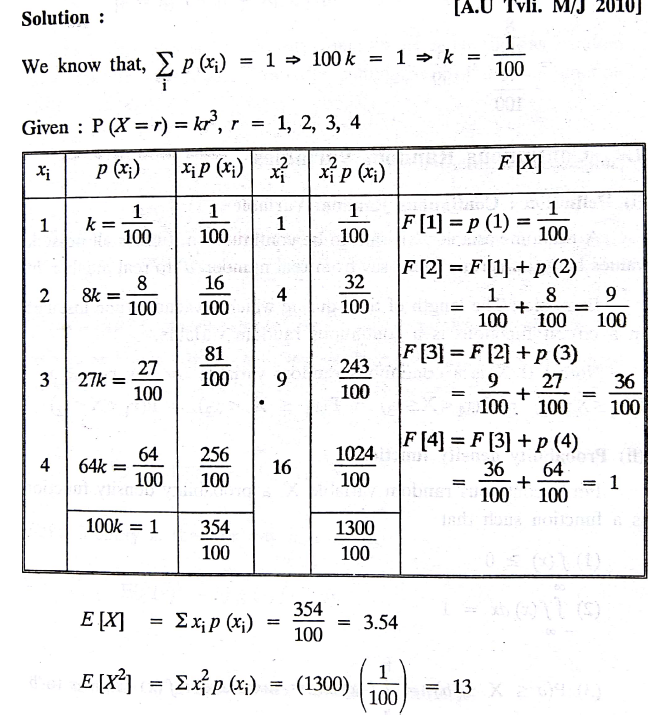 [A.U Tvli. M/J 2010]
Solution :
We know that, ∑ᵢ p (xᵢ) = 1 ⇒ 100 k = 1 ⇒ k = 1/100
Given : P (X = r) = kr³, r = 1, 2, 3, 4
xᵢ | p (xᵢ) | xᵢ p (xᵢ) | xᵢ² | xᵢ² p (xᵢ) | F [X]
1 | k = 1/100 | 1/100 | 1 | 1/100 | F [1] = p (1) = 1/100
F [2] = F [1] + p (2)
2 | 8k = 8/100 | 16/100 | 4 | 32/100 | = 1/100 + 8/100 = 9/100
F [3] = F [2] + p (3)
3 | 27k = 27/100 | 81/100 | 9 | 243/100 | = 9/100 + 27/100 = 36/100
F [4] = F [3] + p (4)
4 | 64k = 64/100 | 256/100 | 16 | 1024/100 | = 36/100 + 64/100 = 1
100k = 1 | 354/100 | 1300/100
E [X] = Σ xᵢ p (xᵢ) = 354/100 = 3.54
E [X²] = Σ xᵢ² p (xᵢ) = (1300) (1/100) = 13